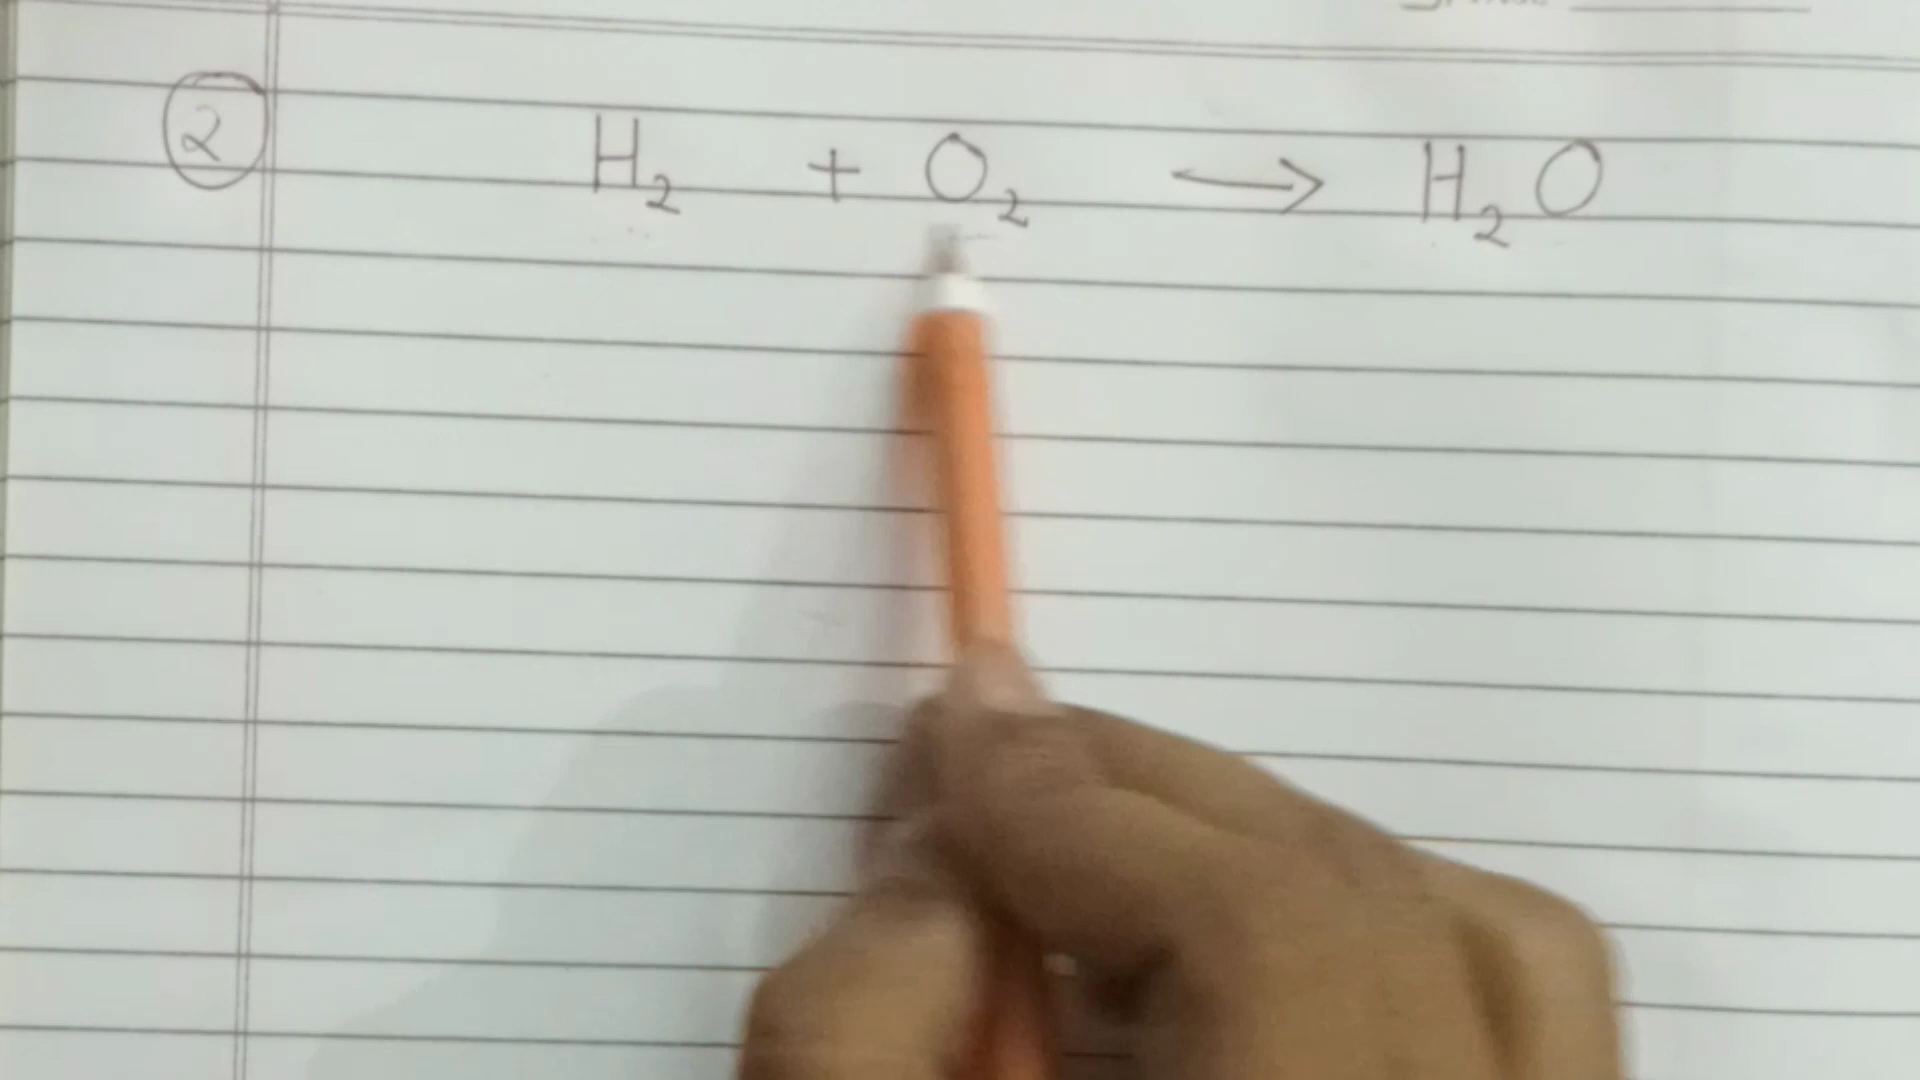 ② H₂ + O₂ → H₂O